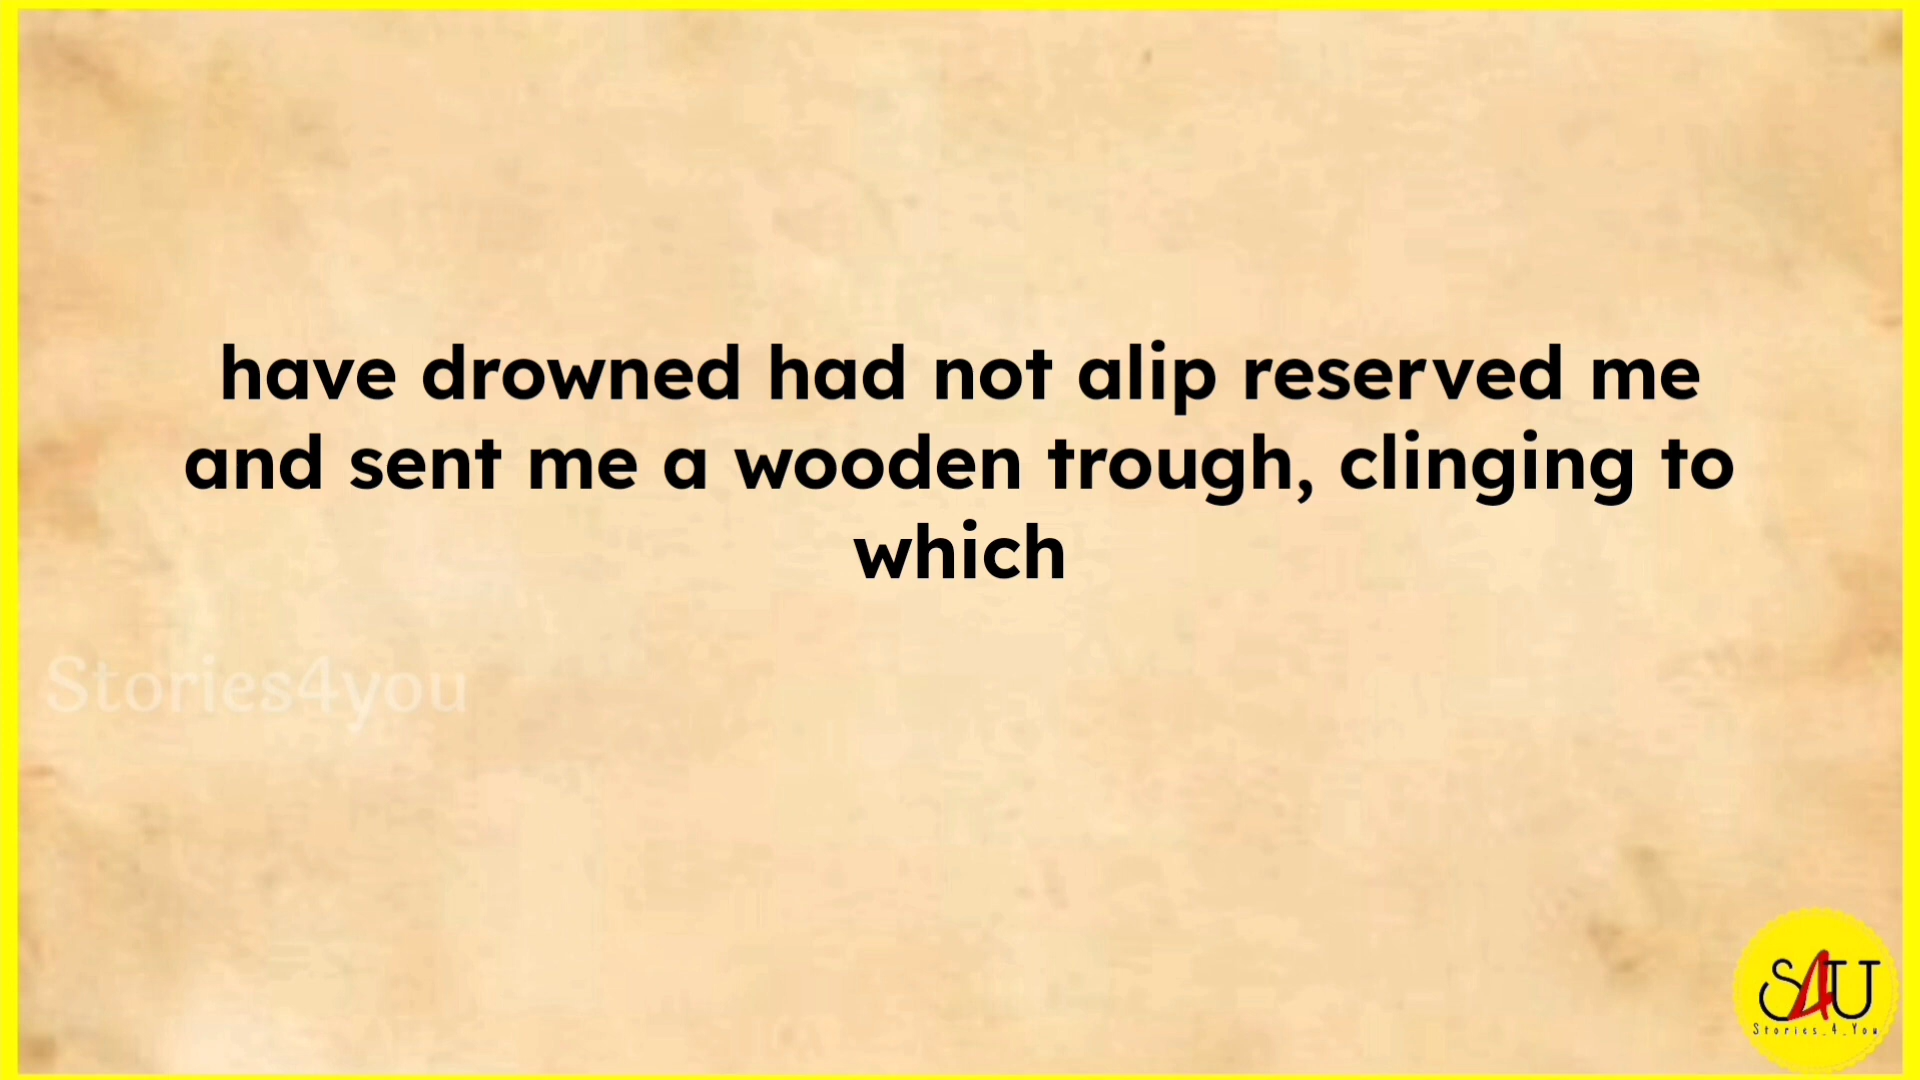 have drowned had not alip reserved me
and sent me a wooden trough, clinging to
which
Stories4you
S4U
Stories_4_You